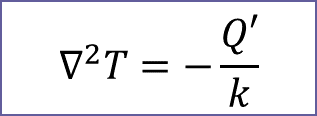 ∇²T = −Q′/k